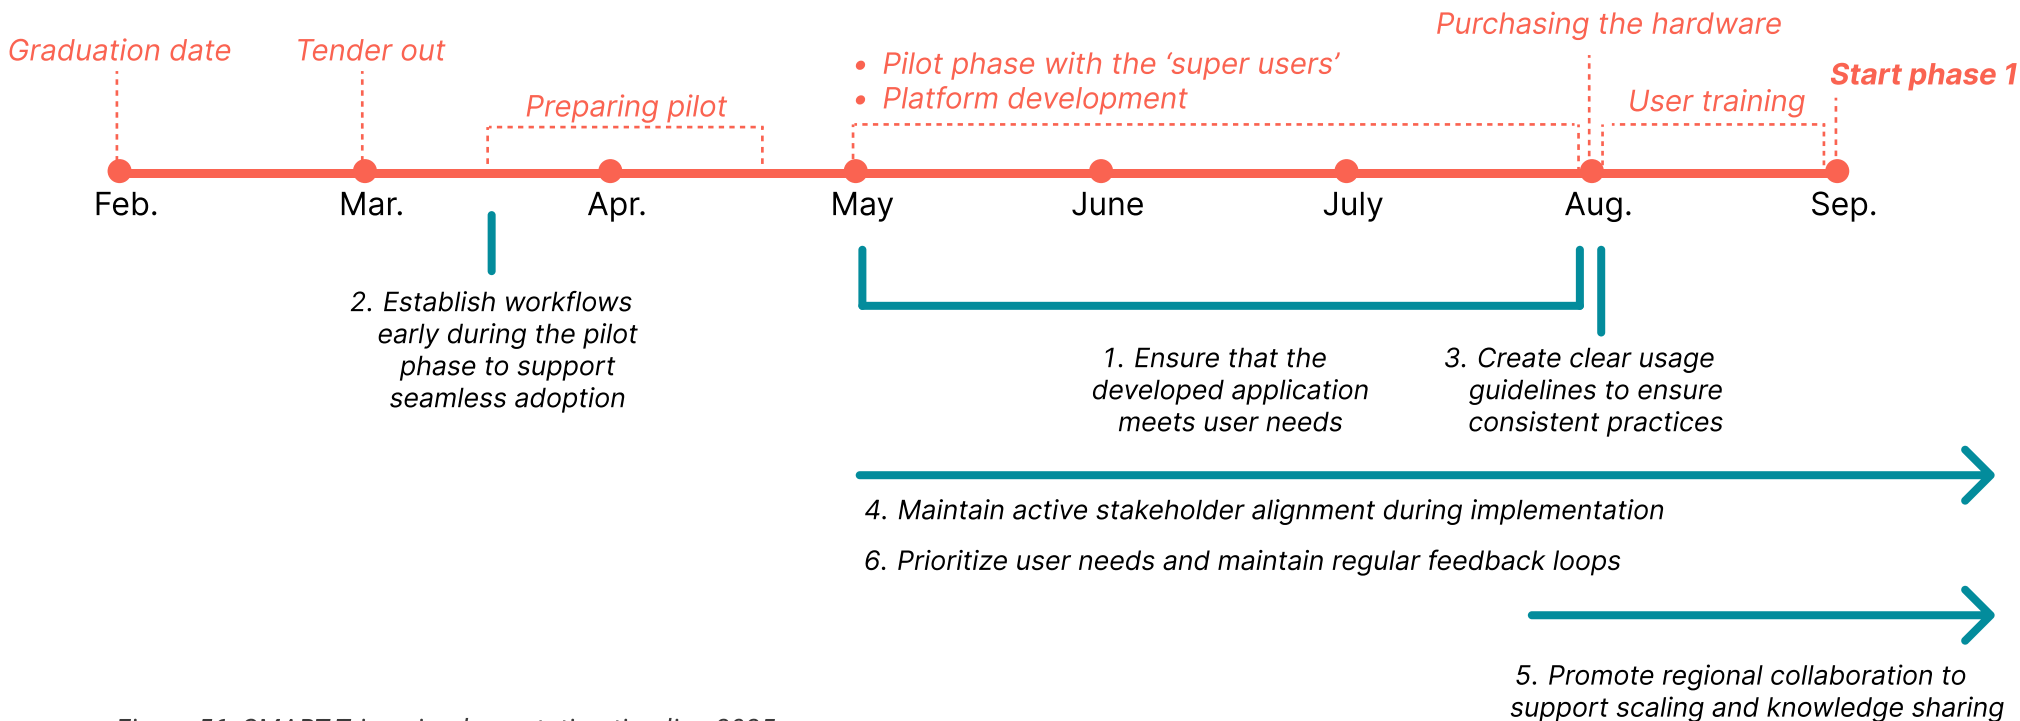 Graduation date
Tender out
Preparing pilot
• Pilot phase with the ‘super users’
• Platform development
Purchasing the hardware
User training
Start phase 1
Feb.
Mar.
Apr.
May
June
July
Aug.
Sep.
2. Establish workflows
early during the pilot
phase to support
seamless adoption
1. Ensure that the
developed application
meets user needs
3. Create clear usage
guidelines to ensure
consistent practices
4. Maintain active stakeholder alignment during implementation
6. Prioritize user needs and maintain regular feedback loops
5. Promote regional collaboration to
support scaling and knowledge sharing